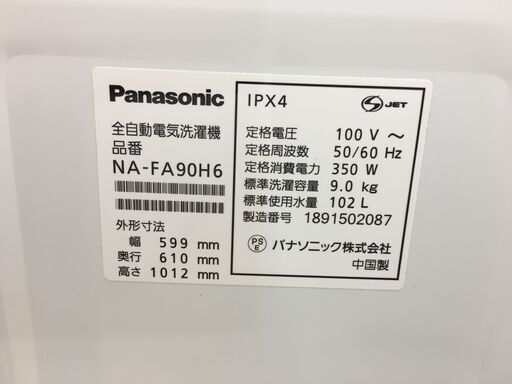 Panasonic
全自動電気洗濯機
品番
NA-FA90H6
外形寸法
幅 599 mm
奥行 610 mm
高さ 1012 mm
IPX4
S JET
定格電圧 100 V ～
定格周波数 50/60 Hz
定格消費電力 350 W
標準洗濯容量 9.0 kg
標準使用水量 102 L
製造番号 1891502087
PS
E
パナソニック株式会社
中国製